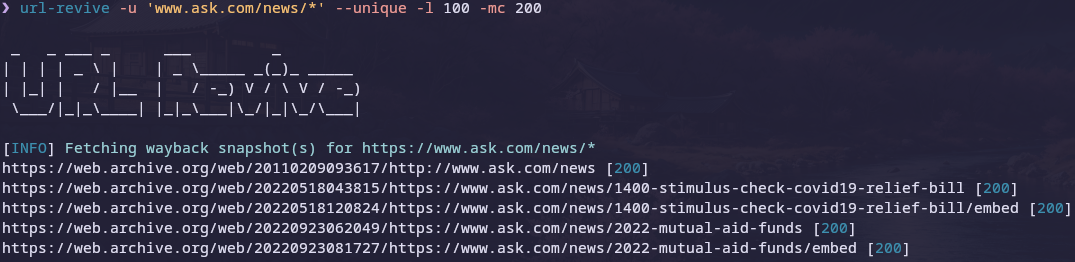 ❯ url-revive -u 'www.ask.com/news/*' --unique -l 100 -mc 200
 _   _ ___ _      ___         _
| | | | _ \ |    | _ \_____ _(_)_ _____
| |_| |   / |__  |   / -_) V / \ V / -_)
 \___/|_|_\____| |_|_\___|\_/|_|\_/\___|
[INFO] Fetching wayback snapshot(s) for https://www.ask.com/news/*
https://web.archive.org/web/20110209093617/http://www.ask.com/news [200]
https://web.archive.org/web/20220518043815/https://www.ask.com/news/1400-stimulus-check-covid19-relief-bill [200]
https://web.archive.org/web/20220518120824/https://www.ask.com/news/1400-stimulus-check-covid19-relief-bill/embed [200]
https://web.archive.org/web/20220923062049/https://www.ask.com/news/2022-mutual-aid-funds [200]
https://web.archive.org/web/20220923081727/https://www.ask.com/news/2022-mutual-aid-funds/embed [200]